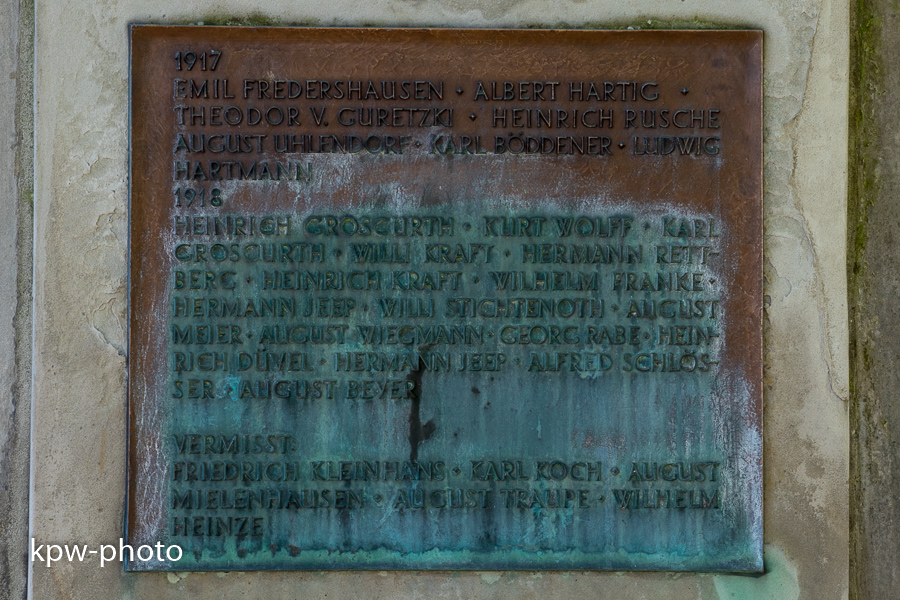 1917
EMIL FREDERSHAUSEN · ALBERT HARTIG ·
THEODOR V. GURETZKI · HEINRICH RUSCHE
AUGUST UHLENDORF · KARL BÖDDENER · LUDWIG
HARTMANN
1918
HEINRICH GROSCURTH · KURT WOLFF · KARL
GROSCURTH · WILLI KRAFT · HERMANN RETT-
BERG · HEINRICH KRAFT · WILHELM FRANKE ·
HERMANN JEEP · WILLI STICHTENOTH · AUGUST
MEIER · AUGUST WIEGMANN · GEORG RABE · HEIN-
RICH DÜVEL · HERMANN JEEP · ALFRED SCHLÖS-
SER · AUGUST BEYER
VERMISST:
FRIEDRICH KLEINHANS · KARL KOCH · AUGUST
MIELENHAUSEN · AUGUST TRAUPE · WILHELM
HEINZE
kpw-photo